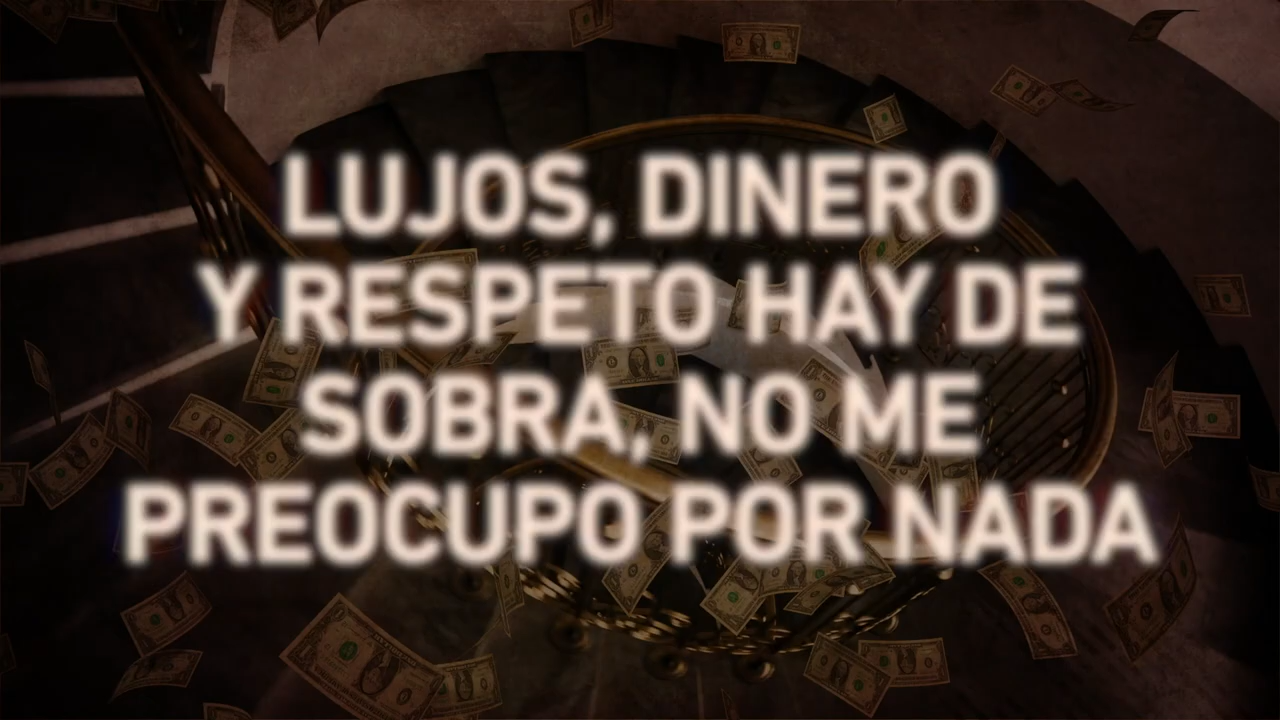 LUJOS, DINERO
Y RESPETO HAY DE
SOBRA, NO ME
PREOCUPO POR NADA